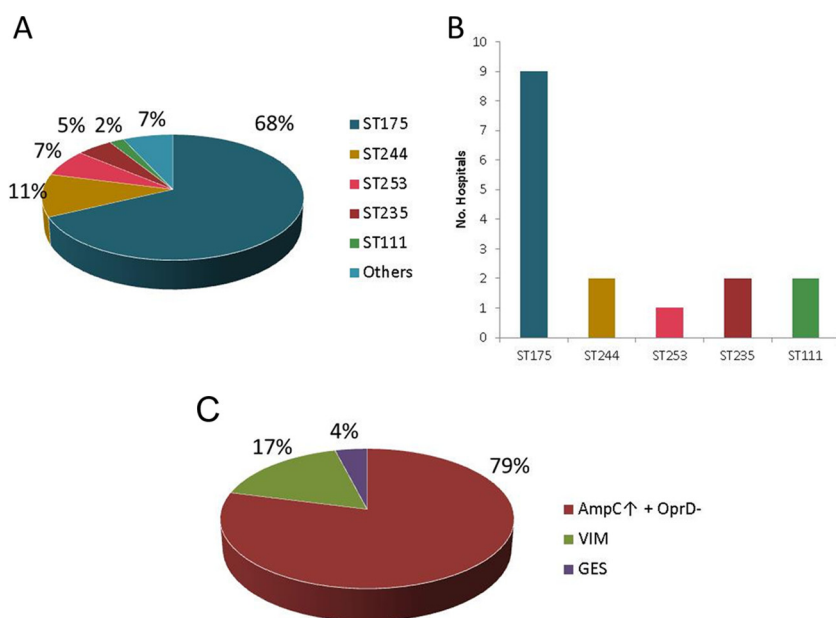 A
68%
11%
7%
5%
2%
7%
ST175
ST244
ST253
ST235
ST111
Others
B
No. Hospitals
10
9
8
7
6
5
4
3
2
1
0
ST175 ST244 ST253 ST235 ST111
C
17%
4%
79%
AmpC↑ + OprD-
VIM
GES